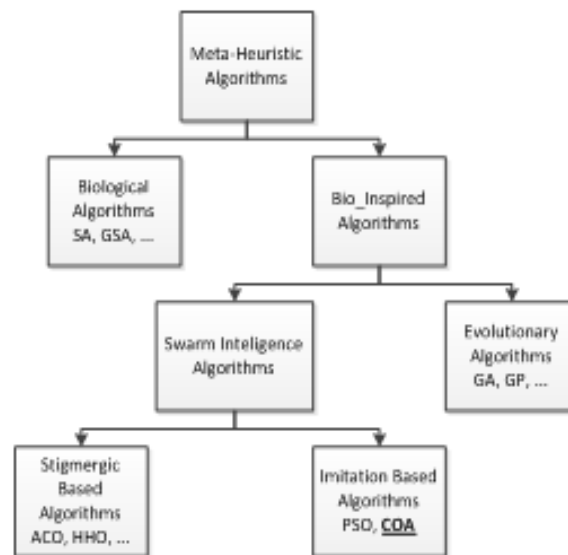 Meta-Heuristic
Algorithms
Biological
Algorithms
SA, GSA, ...
Bio_Inspired
Algorithms
Swarm Inteligence
Algorithms
Evolutionary
Algorithms
GA, GP, ...
Stigmergic
Based
Algorithms
ACO, HHO, ...
Imitation Based
Algorithms
PSO, COA